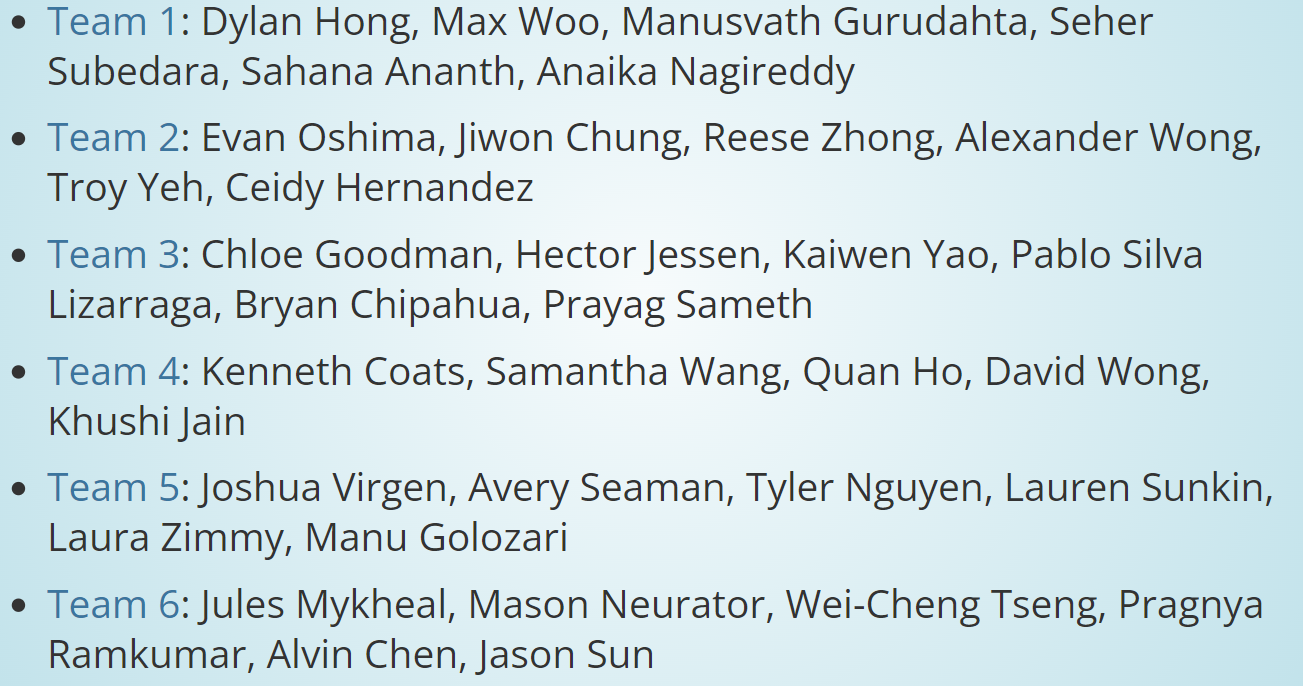 • Team 1: Dylan Hong, Max Woo, Manusvath Gurudahta, Seher
Subedara, Sahana Ananth, Anaika Nagireddy
• Team 2: Evan Oshima, Jiwon Chung, Reese Zhong, Alexander Wong,
Troy Yeh, Ceidy Hernandez
• Team 3: Chloe Goodman, Hector Jessen, Kaiwen Yao, Pablo Silva
Lizarraga, Bryan Chipahua, Prayag Sameth
• Team 4: Kenneth Coats, Samantha Wang, Quan Ho, David Wong,
Khushi Jain
• Team 5: Joshua Virgen, Avery Seaman, Tyler Nguyen, Lauren Sunkin,
Laura Zimmy, Manu Golozari
• Team 6: Jules Mykheal, Mason Neurator, Wei-Cheng Tseng, Pragnya
Ramkumar, Alvin Chen, Jason Sun